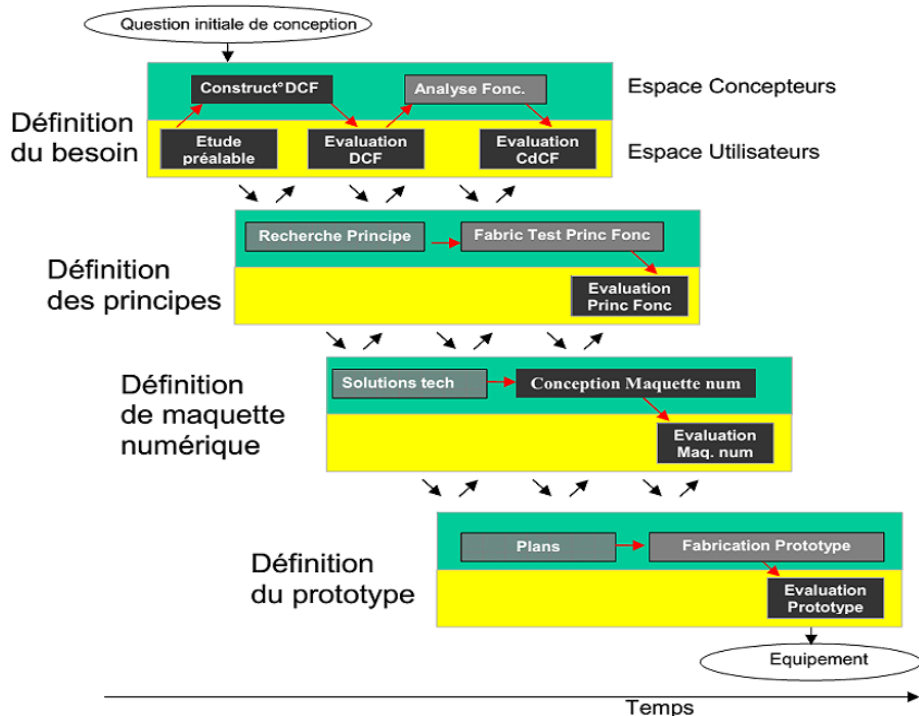 Question initiale de conception
Construct°DCF
Analyse Fonc.
Espace Concepteurs
Définition
du besoin
Etude
préalable
Evaluation
DCF
Evaluation
CdCF
Espace Utilisateurs
Recherche Principe
Fabric Test Princ Fonc
Définition
des principes
Evaluation
Princ Fonc
Solutions tech
Conception Maquette num
Définition
de maquette
numérique
Evaluation
Maq. num
Plans
Fabrication Prototype
Définition
du prototype
Evaluation
Prototype
Equipement
Temps